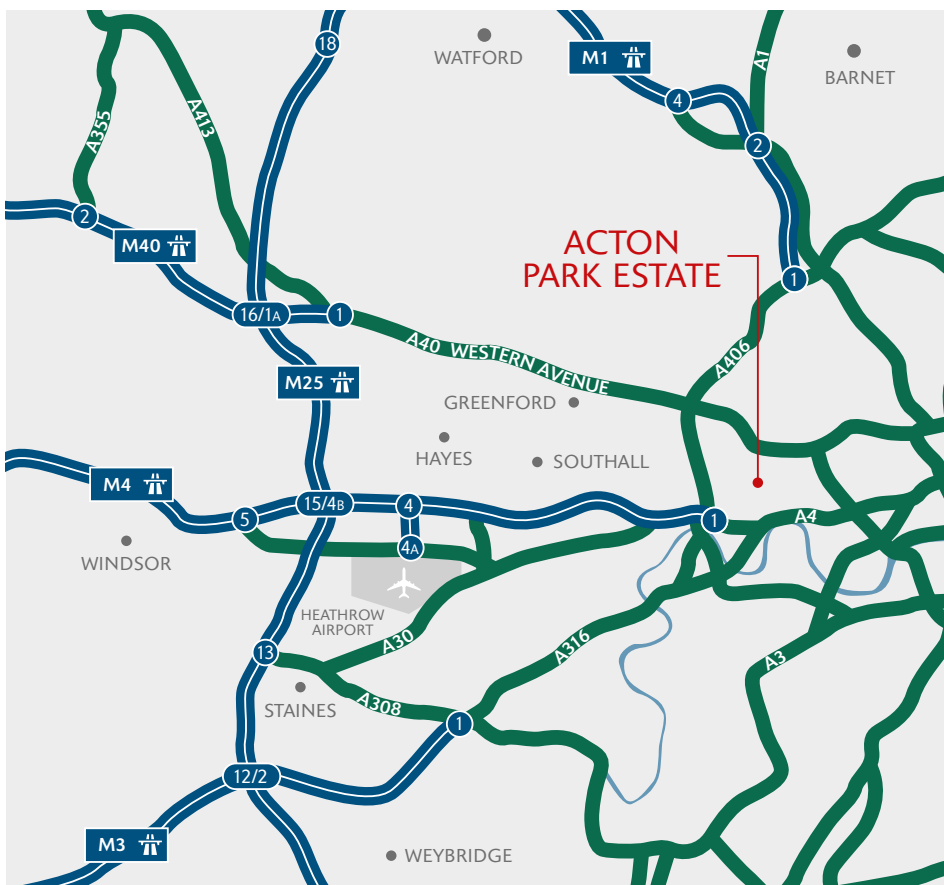 18
WATFORD
M1
A1
BARNET
4
A355
A413
2
2
M40
ACTON
PARK ESTATE
1
16/1A
1
A40 WESTERN AVENUE
A406
M25
GREENFORD
HAYES
SOUTHALL
M4
15/4B
4
5
1
A4
4A
WINDSOR
HEATHROW
AIRPORT
A30
A316
13
A3
STAINES
A308
1
12/2
M3
WEYBRIDGE